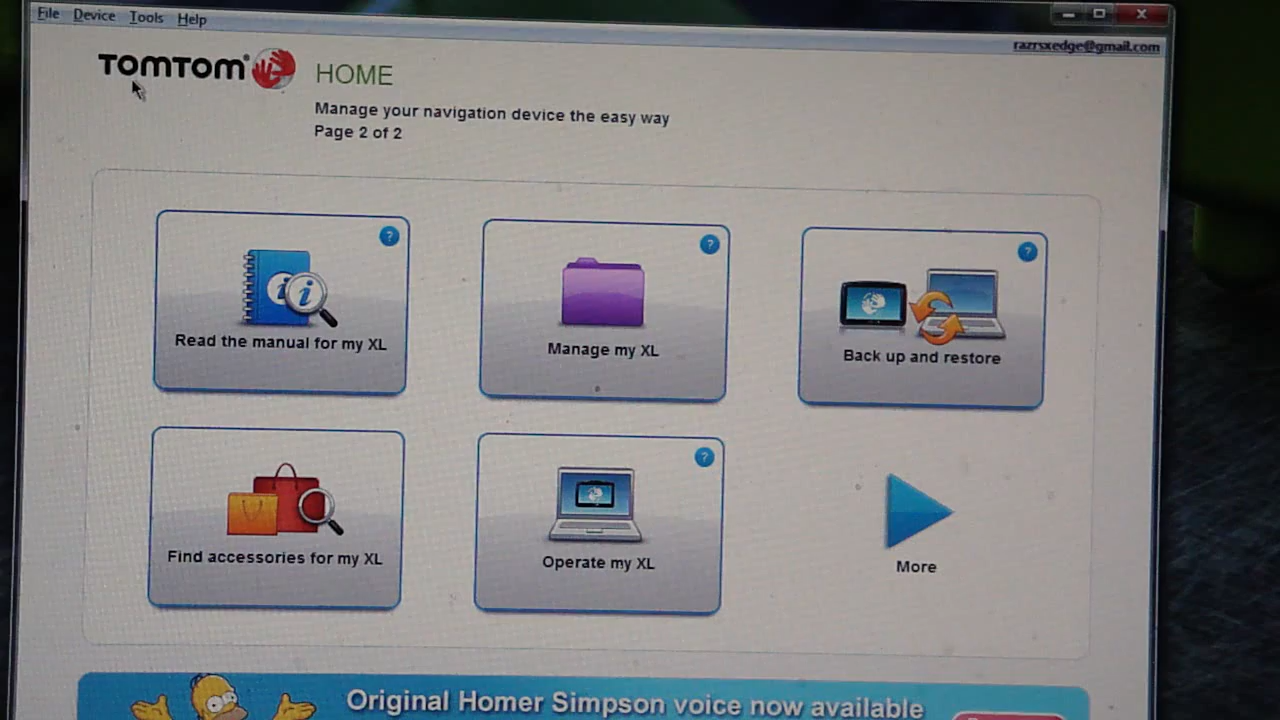 File Device Tools Help
razrsxedge@gmail.com
TOMTOM HOME
Manage your navigation device the easy way
Page 2 of 2
?
?
?
Read the manual for my XL
Manage my XL
Back up and restore
?
Find accessories for my XL
Operate my XL
More
Original Homer Simpson voice now available